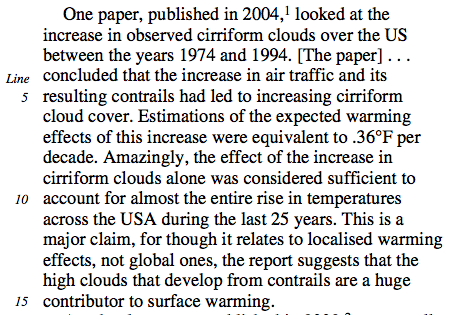 One paper, published in 2004,¹ looked at the
increase in observed cirriform clouds over the US
between the years 1974 and 1994. [The paper] . . .
Line concluded that the increase in air traffic and its
5 resulting contrails had led to increasing cirriform
cloud cover. Estimations of the expected warming
effects of this increase were equivalent to .36°F per
decade. Amazingly, the effect of the increase in
cirriform clouds alone was considered sufficient to
10 account for almost the entire rise in temperatures
across the USA during the last 25 years. This is a
major claim, for though it relates to localised warming
effects, not global ones, the report suggests that the
high clouds that develop from contrails are a huge
15 contributor to surface warming.